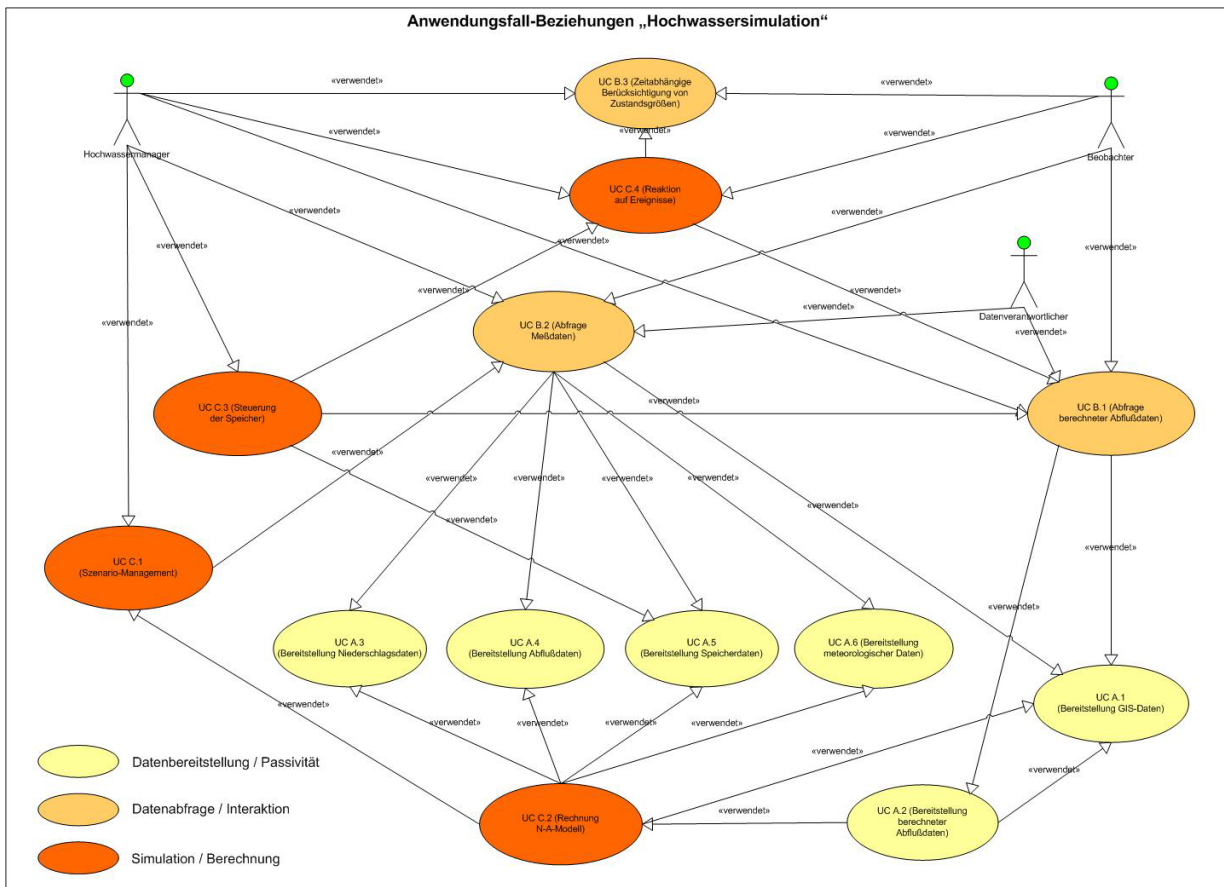 Anwendungsfall-Beziehungen „Hochwassersimulation“
«verwendet»
«verwendet»
UC B.3 (Zeitabhängige
Berücksichtigung von
Zustandsgrößen)
«verwendet»
«verwendet»
«verwendet»
«verwendet»
Hochwassermanager
Beobachter
UC C.4 (Reaktion
auf Ereignisse)
«verwendet»
«verwendet»
«verwendet»
«verwendet»
«verwendet»
«verwendet»
«verwendet»
«verwendet»
«verwendet»
Datenverantwortlicher
«verwendet»
UC B.2 (Abfrage
Meßdaten)
UC C.3 (Steuerung
der Speicher)
UC B.1 (Abfrage
berechneter Abflußdaten)
«verwendet»
«verwendet»
«verwendet»
«verwendet»
«verwendet»
«verwendet»
«verwendet»
«verwendet»
«verwendet»
«verwendet»
UC C.1
(Szenario-Management)
«verwendet»
UC A.3
(Bereitstellung Niederschlagsdaten)
UC A.4
(Bereitstellung Abflußdaten)
UC A.5
(Bereitstellung Speicherdaten)
UC A.6 (Bereitstellung
meteorologischer Daten)
UC A.1
(Bereitstellung GIS-Daten)
«verwendet»
«verwendet»
«verwendet»
«verwendet»
«verwendet»
«verwendet»
«verwendet»
Datenbereitstellung / Passivität
Datenabfrage / Interaktion
Simulation / Berechnung
UC C.2 (Rechnung
N-A-Modell)
«verwendet»
UC A.2 (Bereitstellung
berechneter
Abflußdaten)